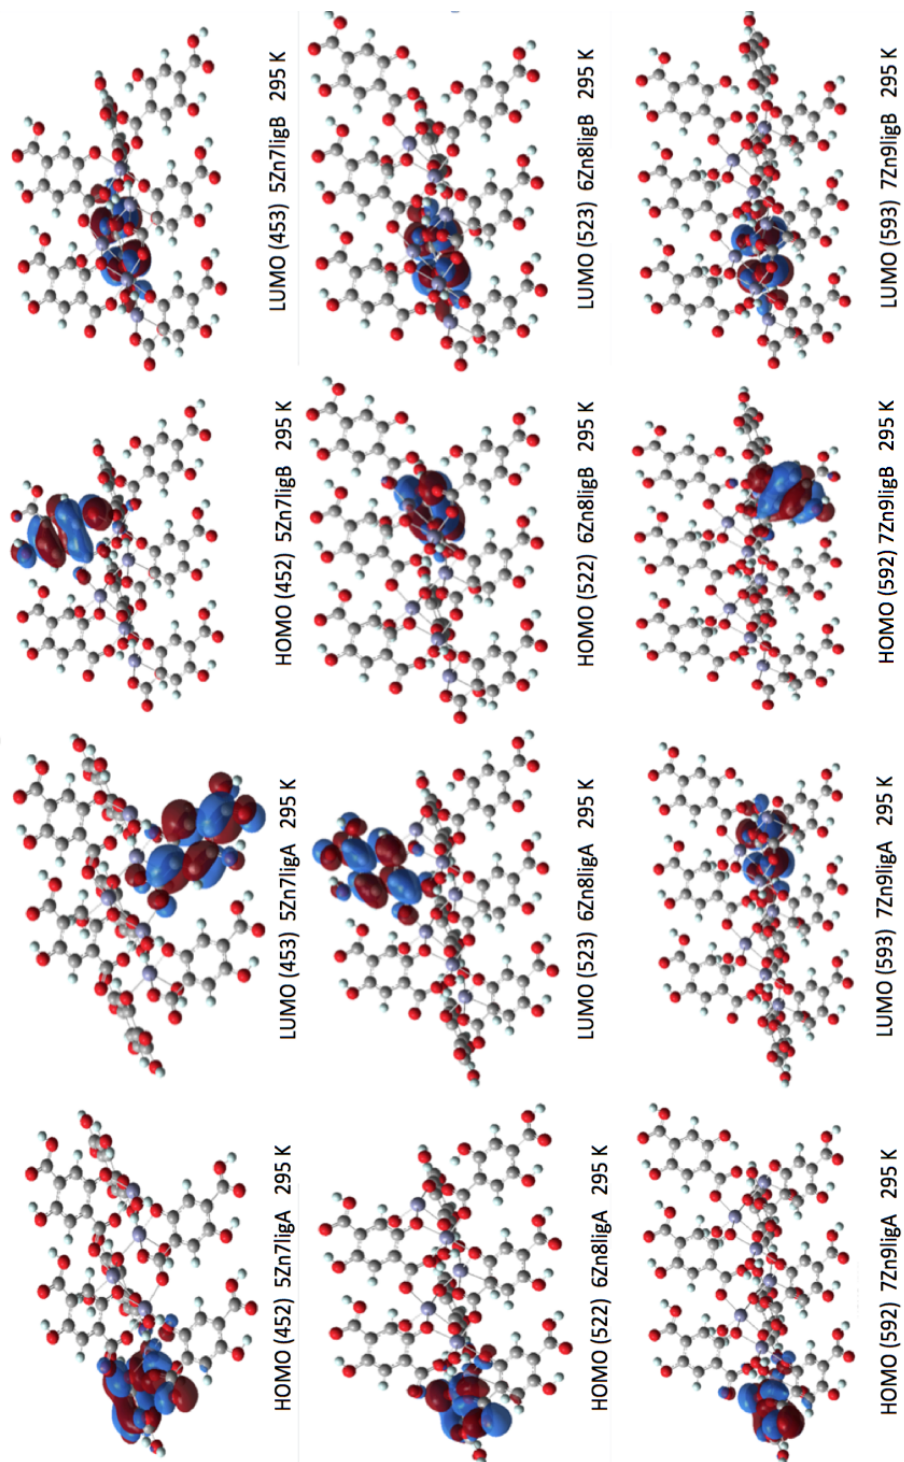 HOMO (452) 5Zn7ligA 295 K
LUMO (453) 5Zn7ligA 295 K
HOMO (452) 5Zn7ligB 295 K
LUMO (453) 5Zn7ligB 295 K
HOMO (522) 6Zn8ligA 295 K
LUMO (523) 6Zn8ligA 295 K
HOMO (522) 6Zn8ligB 295 K
LUMO (523) 6Zn8ligB 295 K
HOMO (592) 7Zn9ligA 295 K
LUMO (593) 7Zn9ligA 295 K
HOMO (592) 7Zn9ligB 295 K
LUMO (593) 7Zn9ligB 295 K